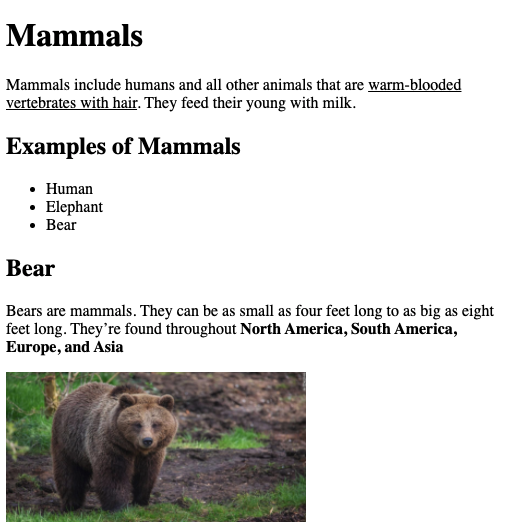 Mammals
Mammals include humans and all other animals that are warm-blooded
vertebrates with hair. They feed their young with milk.
Examples of Mammals
• Human
• Elephant
• Bear
Bear
Bears are mammals. They can be as small as four feet long to as big as eight
feet long. They’re found throughout North America, South America,
Europe, and Asia